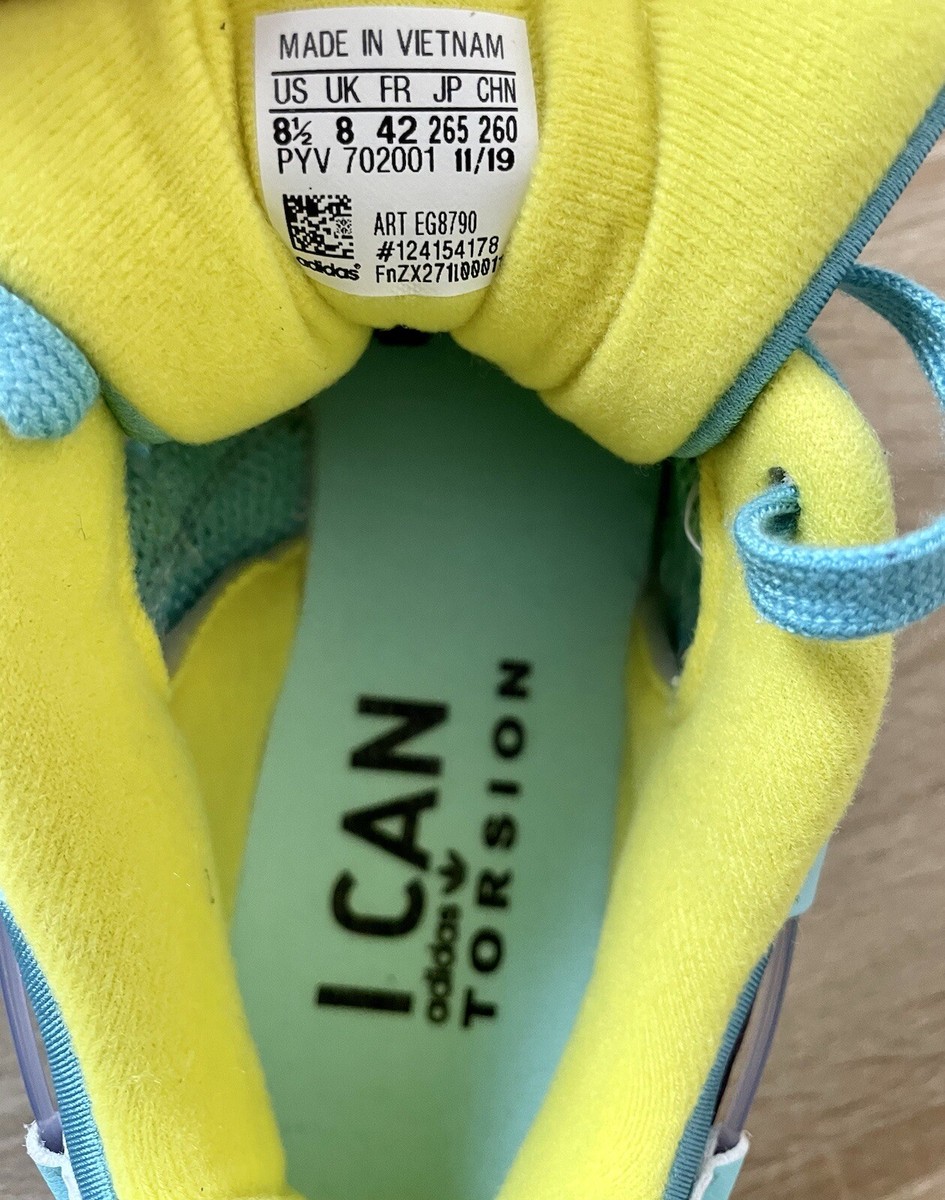 MADE IN VIETNAM
US UK FR JP CHN
8½ 8 42 265 260
PYV 702001 11/19
ART EG8790
#124154178
adidas
I CAN
adidas
TORSION